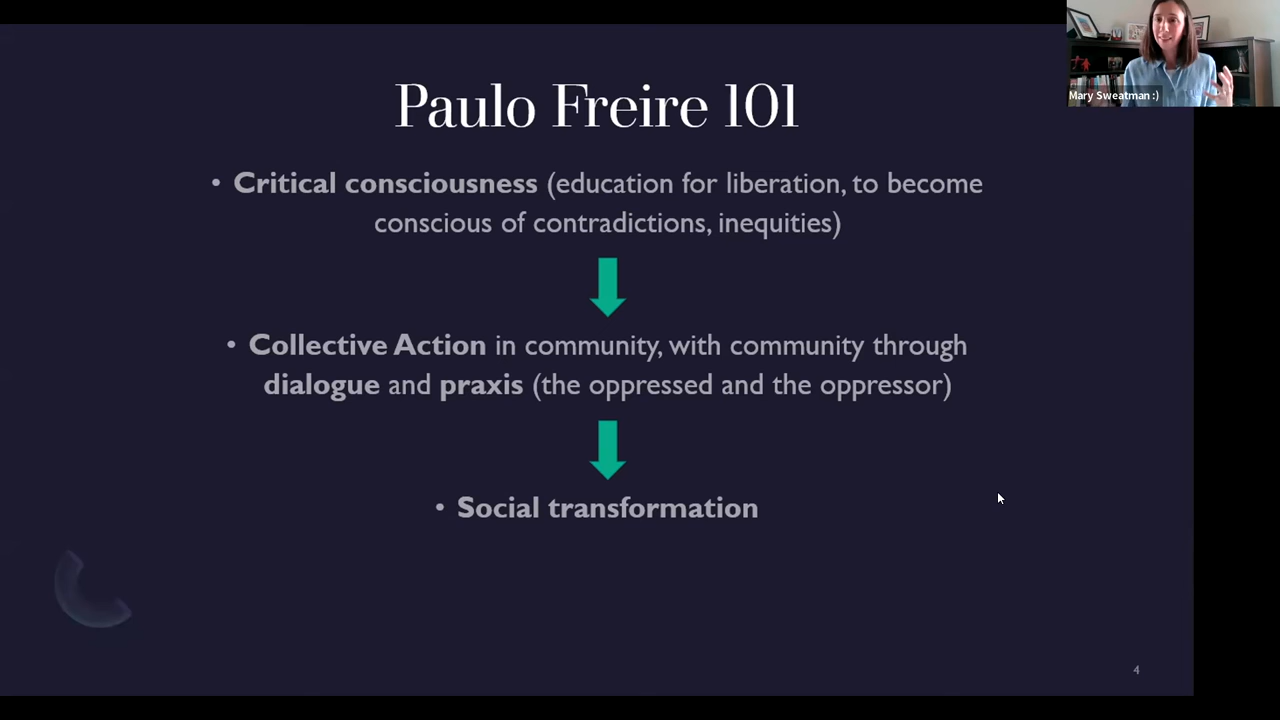 Mary Sweatman :)
Paulo Freire 101
• Critical consciousness (education for liberation, to become
conscious of contradictions, inequities)
• Collective Action in community, with community through
dialogue and praxis (the oppressed and the oppressor)
• Social transformation
4